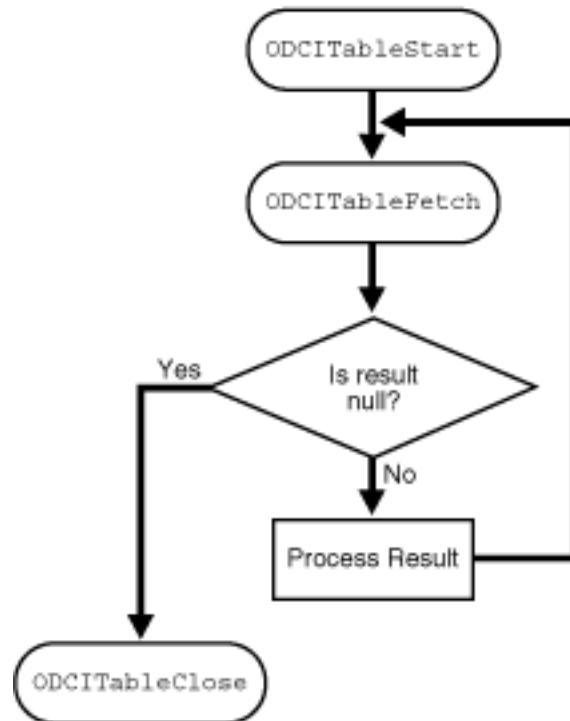 ODCITableStart
ODCITableFetch
Is result
null?
Yes
No
Process Result
ODCITableClose